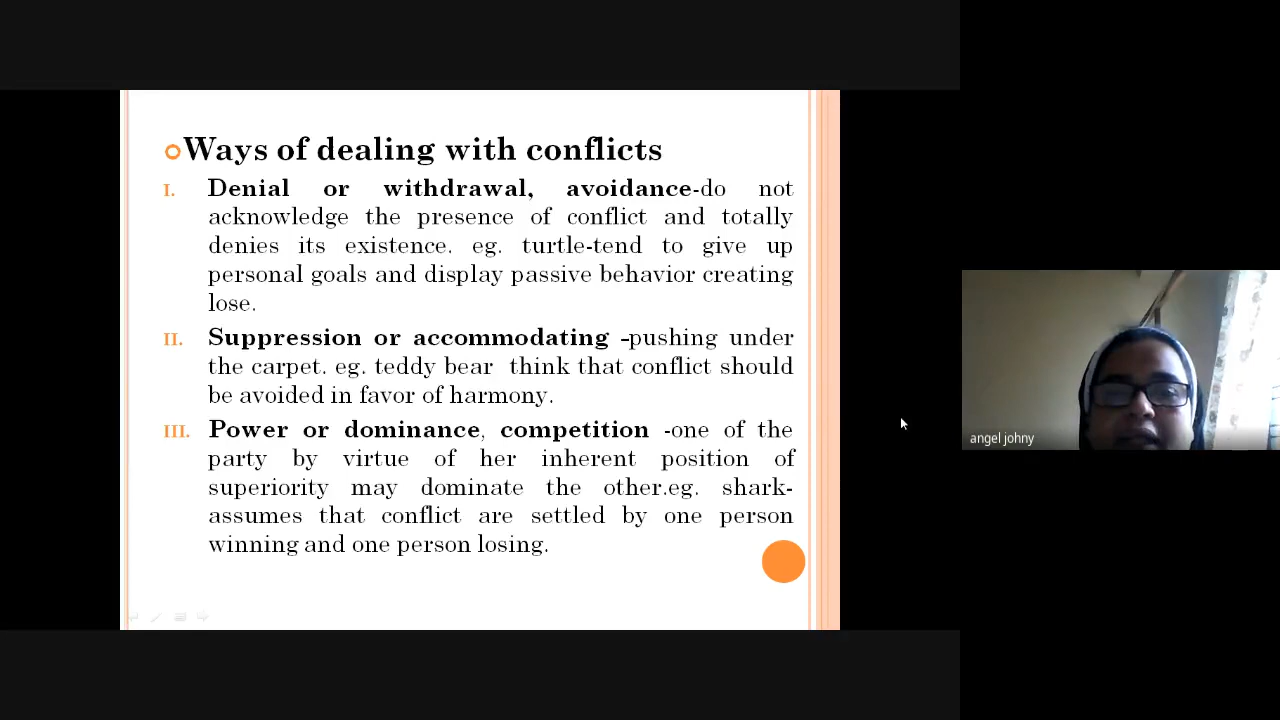 Ways of dealing with conflicts
I. Denial or withdrawal, avoidance-do not
acknowledge the presence of conflict and totally
denies its existence. eg. turtle-tend to give up
personal goals and display passive behavior creating
lose.
II. Suppression or accommodating -pushing under
the carpet. eg. teddy bear think that conflict should
be avoided in favor of harmony.
III. Power or dominance, competition -one of the
party by virtue of her inherent position of
superiority may dominate the other.eg. shark-
assumes that conflict are settled by one person
winning and one person losing.
angel johny